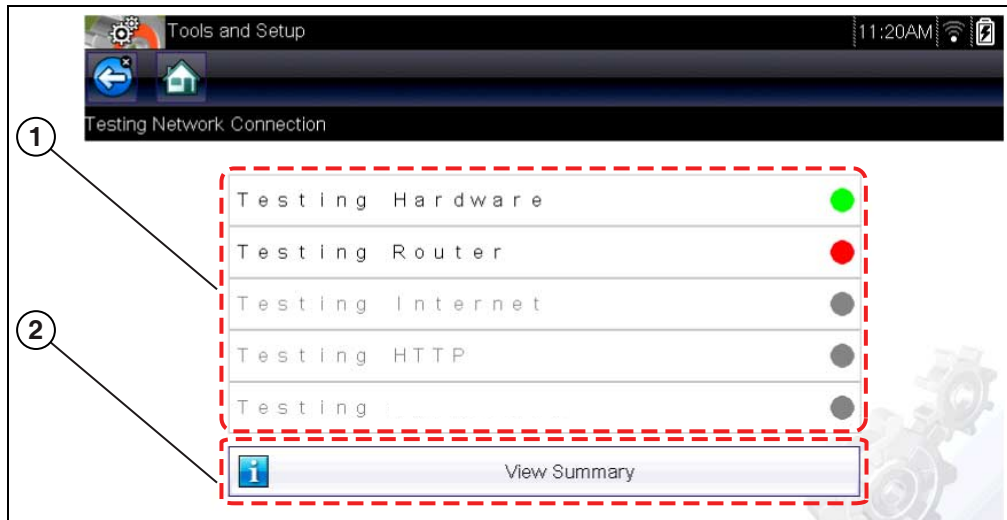 Tools and Setup 11:20AM
Testing Network Connection
1
Testing Hardware
Testing Router
Testing Internet
2
Testing HTTP
Testing
i View Summary